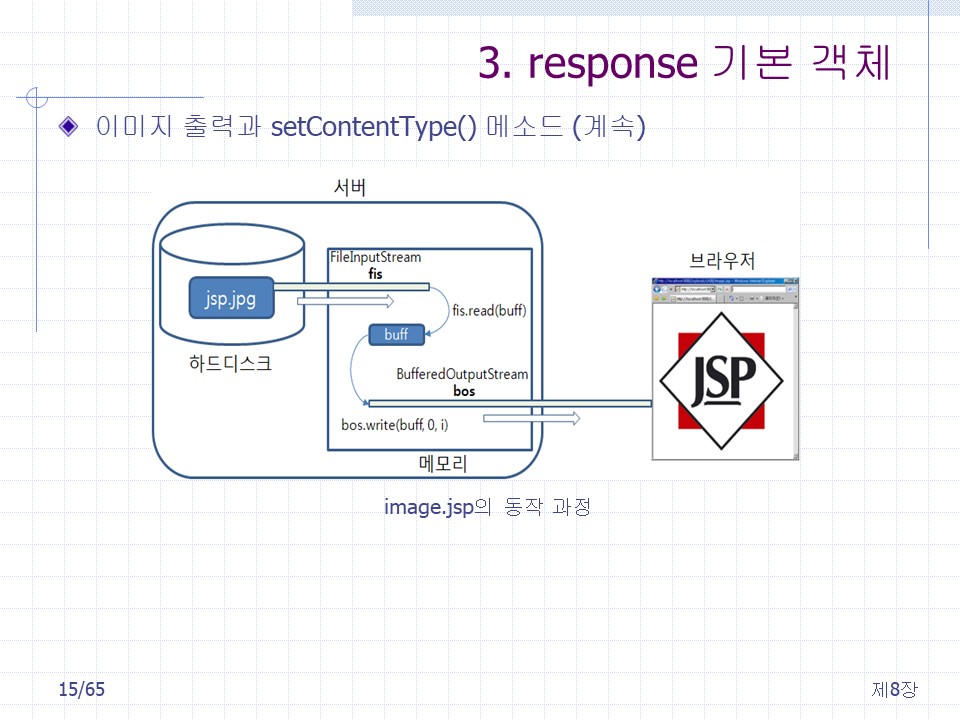 3. response 기본 객체
이미지 출력과 setContentType() 메소드 (계속)
서버
FileInputStream
fis
브라우저
jsp.jpg
fis.read(buff)
buff
하드디스크
BufferedOutputStream
bos
JSP
bos.write(buff, 0, i)
메모리
image.jsp의 동작 과정
15/65
제8장